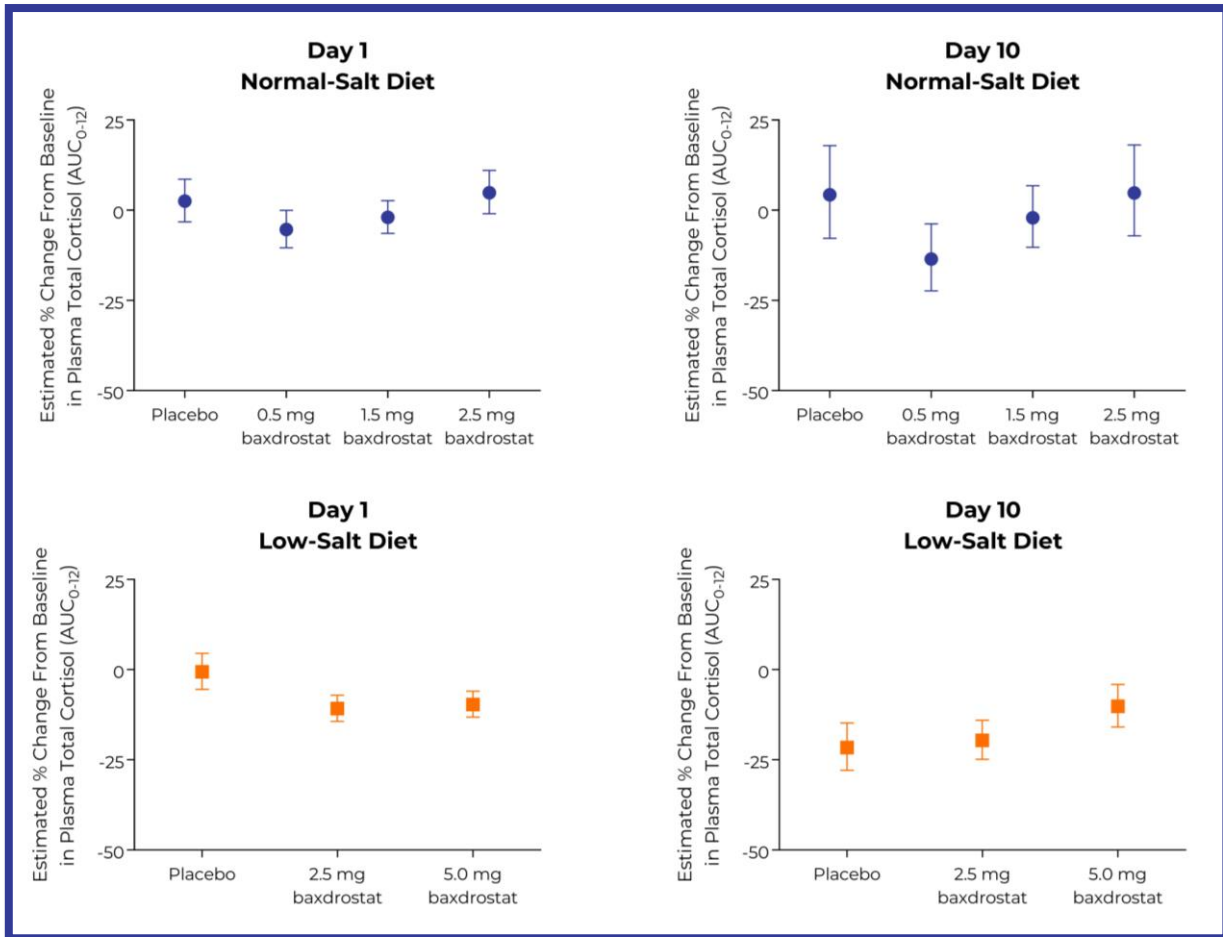 Day 1
Normal-Salt Diet
Estimated % Change From Baseline
in Plasma Total Cortisol (AUC0-12)
25
0
-25
-50
Placebo
0.5 mg
baxdrostat
1.5 mg
baxdrostat
2.5 mg
baxdrostat
Day 10
Normal-Salt Diet
Estimated % Change From Baseline
in Plasma Total Cortisol (AUC0-12)
25
0
-25
-50
Placebo
0.5 mg
baxdrostat
1.5 mg
baxdrostat
2.5 mg
baxdrostat
Day 1
Low-Salt Diet
Estimated % Change From Baseline
in Plasma Total Cortisol (AUC0-12)
25
0
-25
-50
Placebo
2.5 mg
baxdrostat
5.0 mg
baxdrostat
Day 10
Low-Salt Diet
Estimated % Change From Baseline
in Plasma Total Cortisol (AUC0-12)
25
0
-25
-50
Placebo
2.5 mg
baxdrostat
5.0 mg
baxdrostat